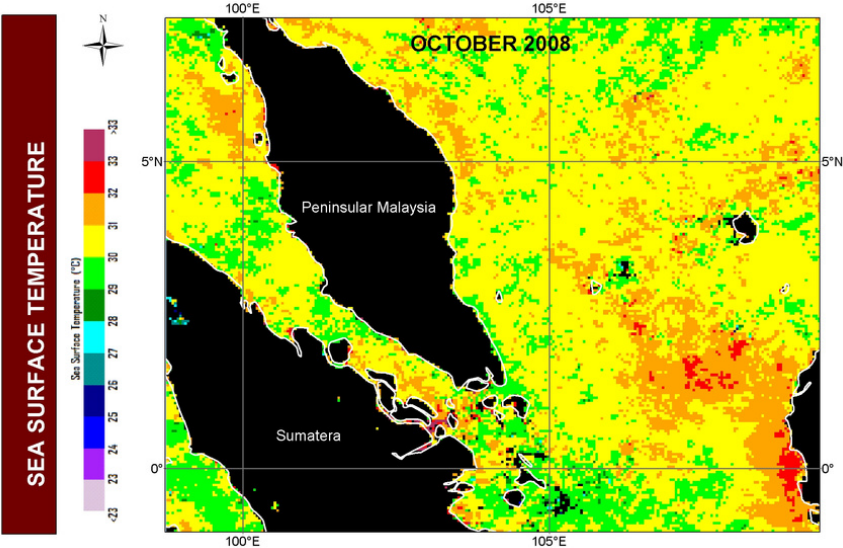 N
100°E
105°E
OCTOBER 2008
SEA SURFACE TEMPERATURE
Sea Surface Temperature (°C)
>33
33
32
31
30
29
28
27
26
25
24
23
<23
5°N
5°N
Peninsular Malaysia
Sumatera
0°
0°
100°E
105°E